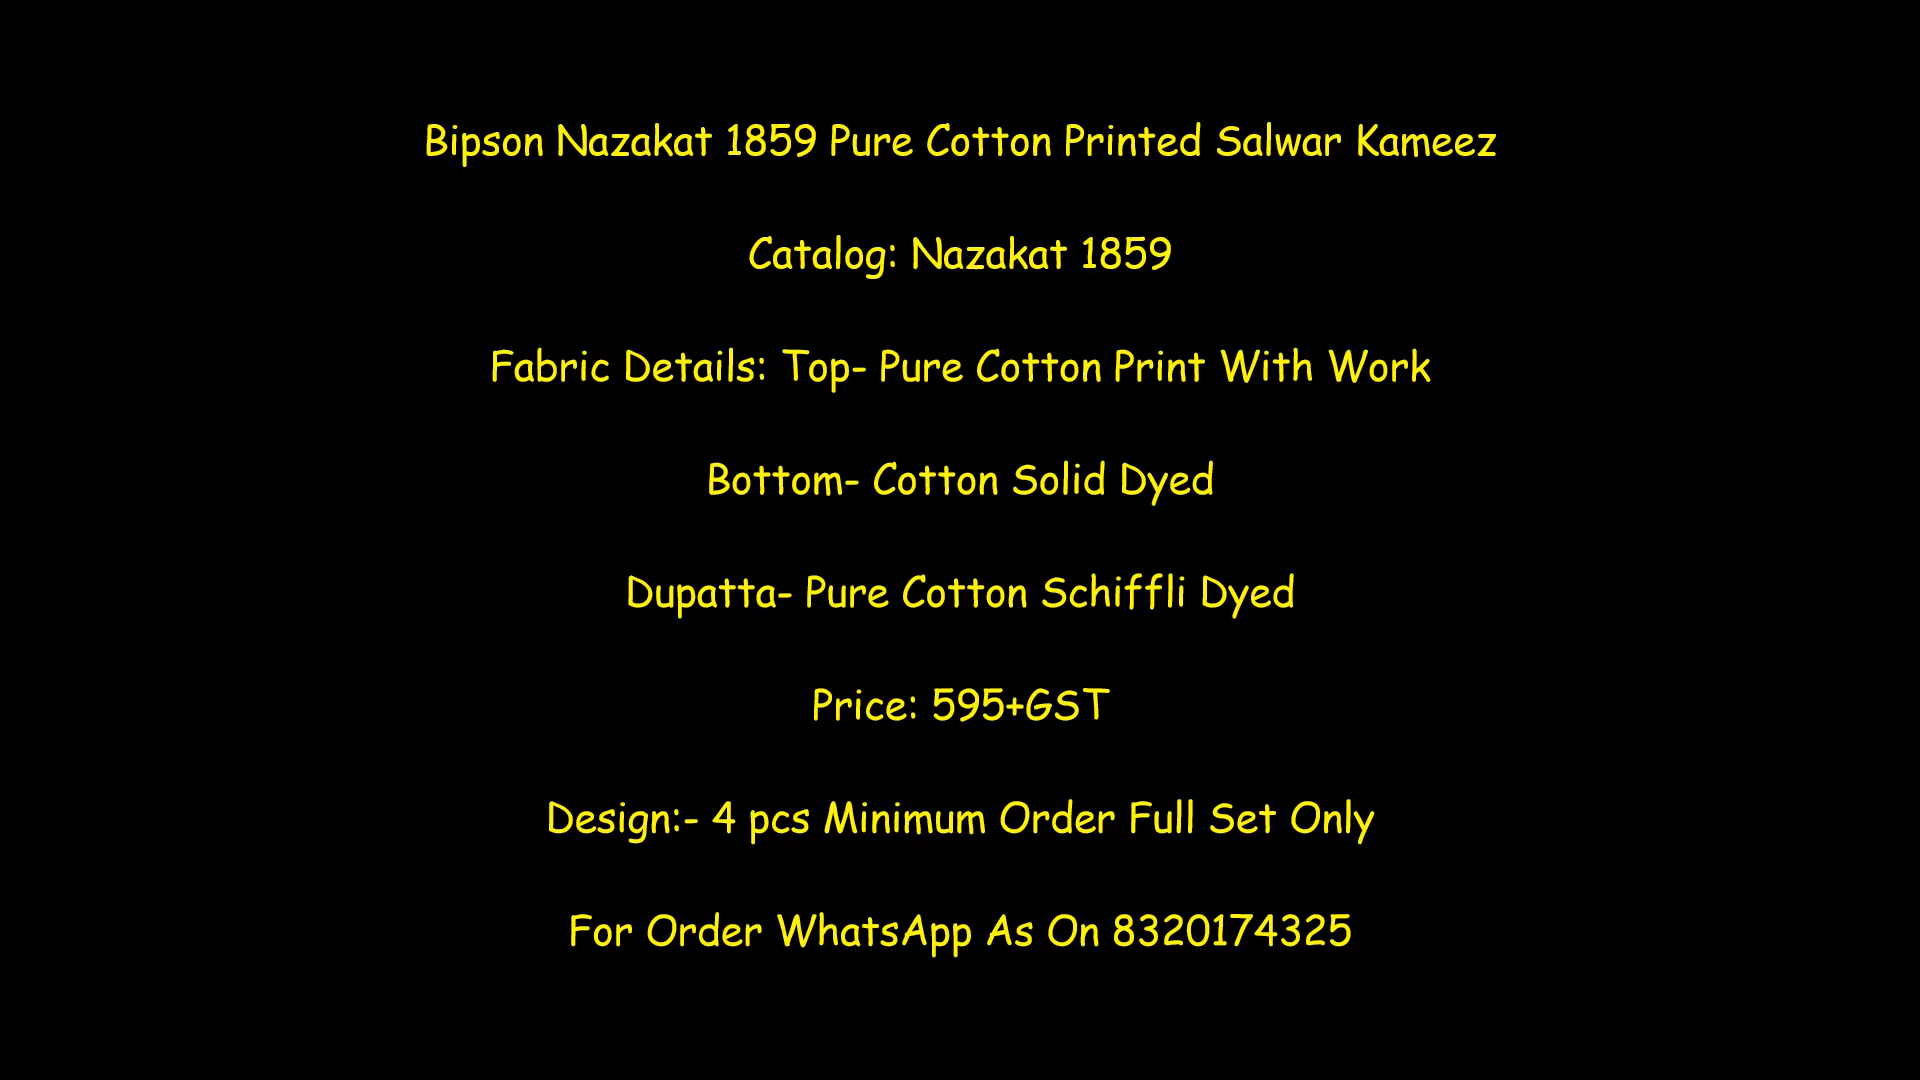 Bipson Nazakat 1859 Pure Cotton Printed Salwar Kameez
Catalog: Nazakat 1859
Fabric Details: Top- Pure Cotton Print With Work
Bottom- Cotton Solid Dyed
Dupatta- Pure Cotton Schiffli Dyed
Price: 595+GST
Design:- 4 pcs Minimum Order Full Set Only
For Order WhatsApp As On 8320174325